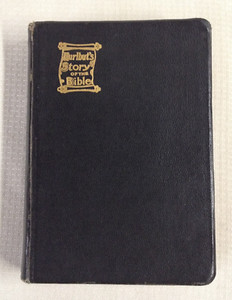 Hurlbut's
Story
OF THE
Bible